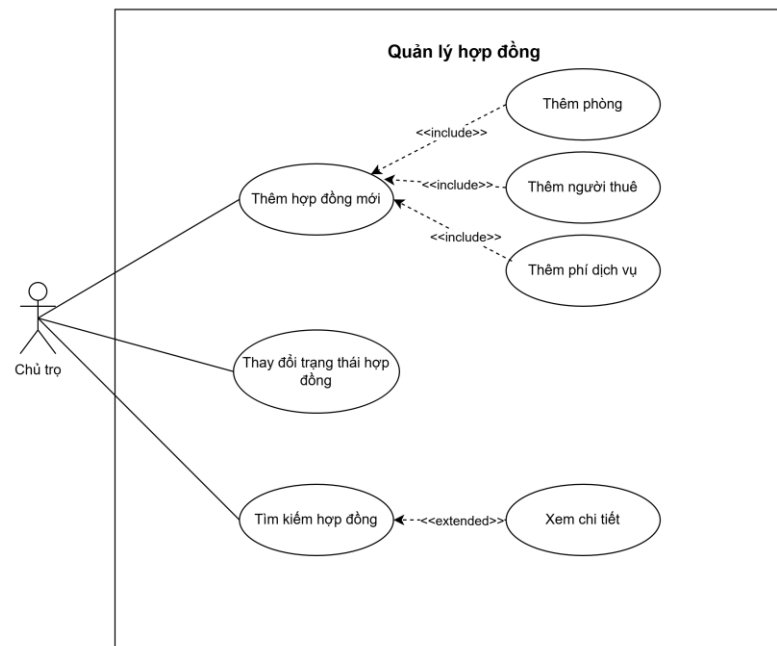 Quản lý hợp đồng
Thêm phòng
<<include>>
Thêm hợp đồng mới
<<include>>
Thêm người thuê
<<include>>
Thêm phí dịch vụ
Chủ trọ
Thay đổi trạng thái hợp
đồng
Tìm kiếm hợp đồng
<<extended>>
Xem chi tiết